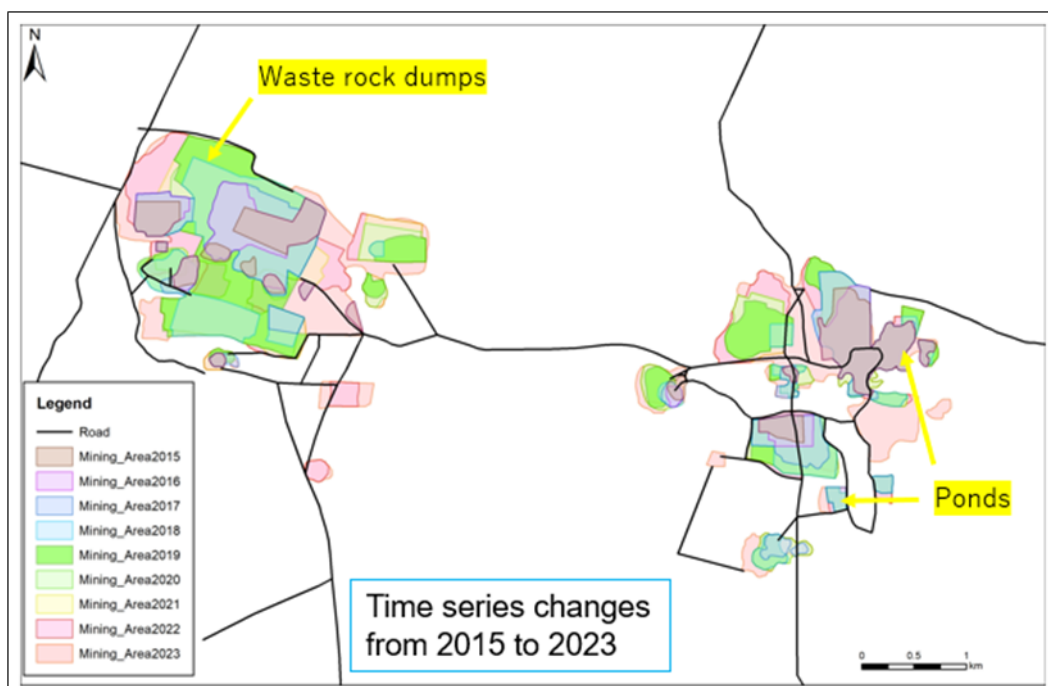 N
Waste rock dumps
Ponds
Legend
Road
Mining_Area2015
Mining_Area2016
Mining_Area2017
Mining_Area2018
Mining_Area2019
Mining_Area2020
Mining_Area2021
Mining_Area2022
Mining_Area2023
Time series changes
from 2015 to 2023
0 0.5 1
km